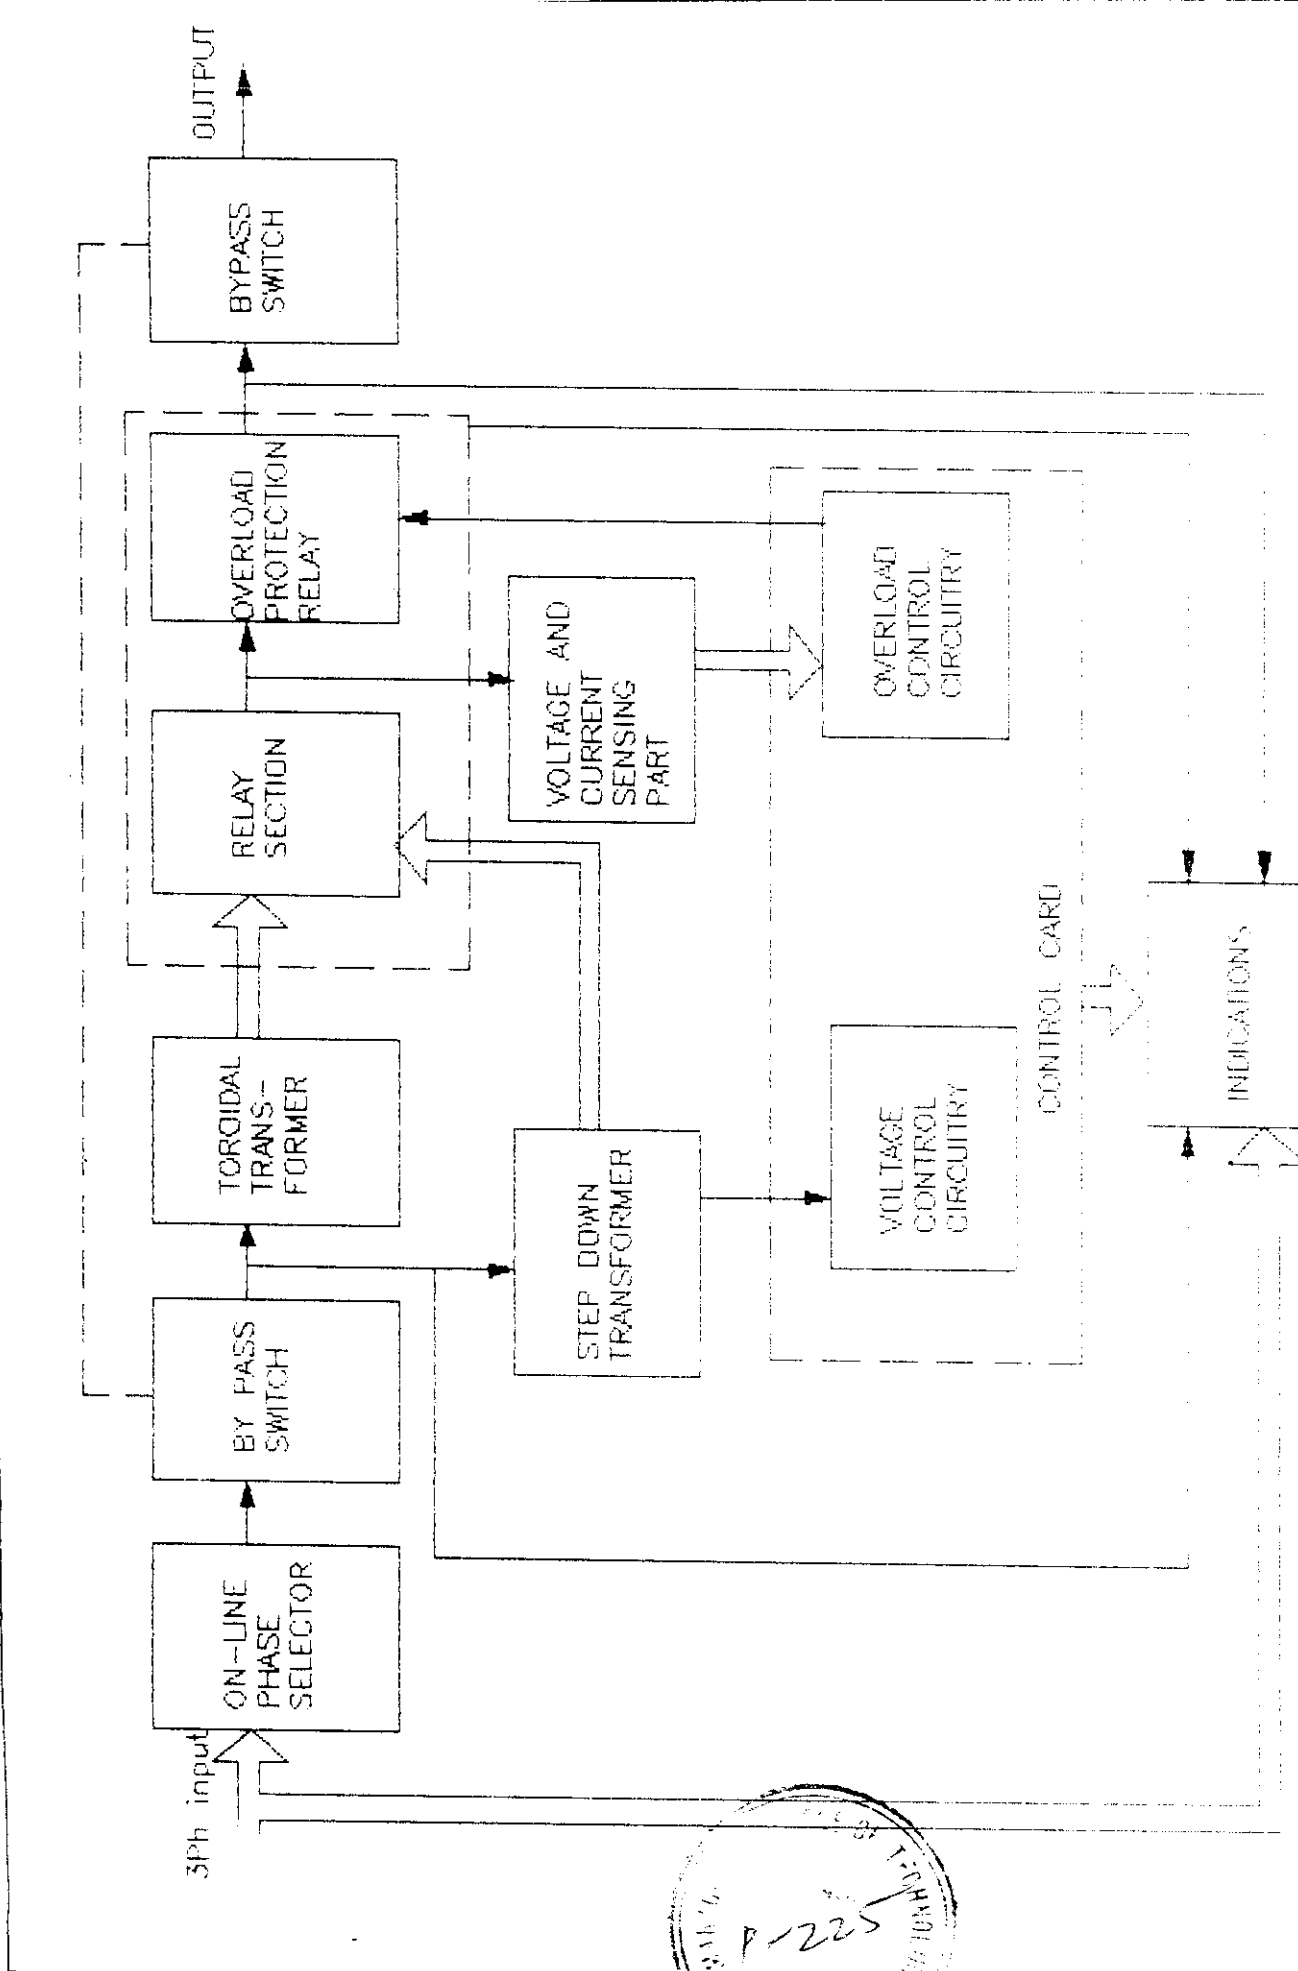 3Ph input
ON-LINE
PHASE
SELECTOR
BY PASS
SWITCH
TOROIDAL
TRANS-
FORMER
RELAY
SECTION
OVERLOAD
PROTECTION
RELAY
BYPASS
SWITCH
OUTPUT
STEP DOWN
TRANSFORMER
VOLTAGE AND
CURRENT
SENSING
PART
VOLTAGE
CONTROL
CIRCUITRY
OVERLOAD
CONTROL
CIRCUITRY
CONTROL CARD
INDICATIONS
P-225